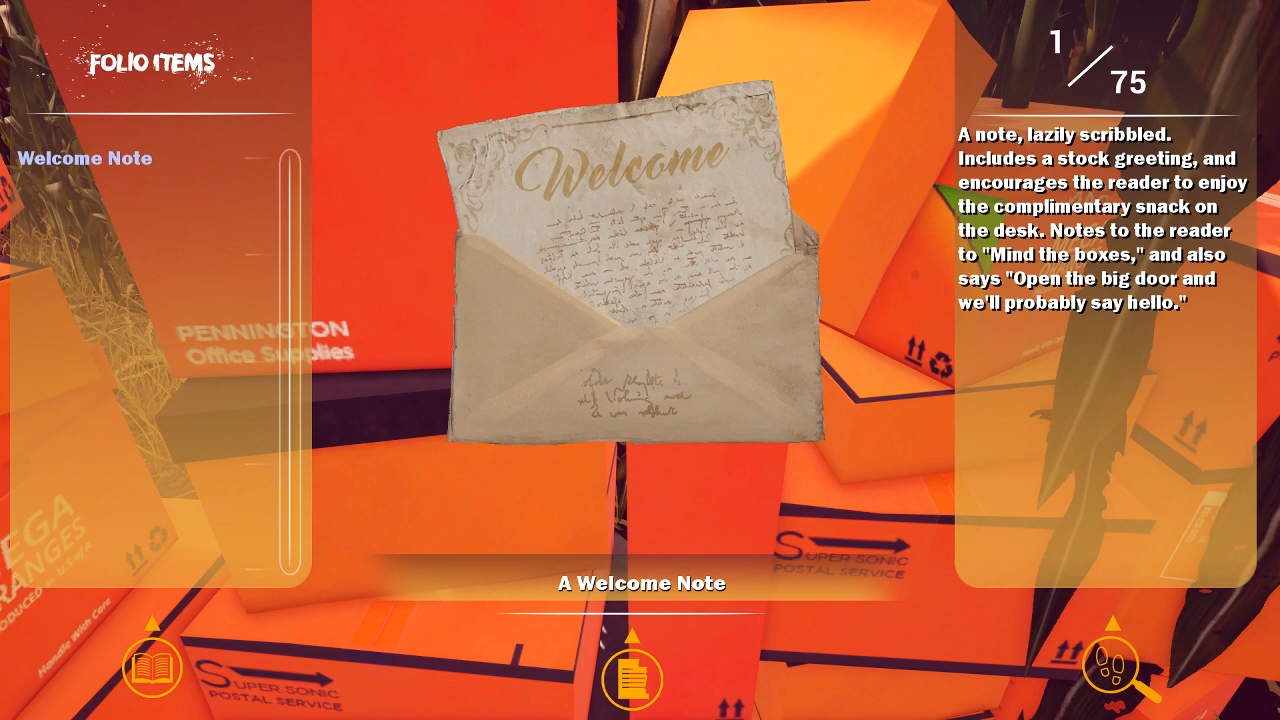 FOLIO ITEMS
Welcome Note
PENNINGTON
Office Supplies
EGA
RANGES
Handle With Care
SUPER SONIC
POSTAL SERVICE
Welcome
A Welcome Note
SUPER SONIC
POSTAL SERVICE
1/75
A note, lazily scribbled.
Includes a stock greeting, and
encourages the reader to enjoy
the complimentary snack on
the desk. Notes to the reader
to "Mind the boxes," and also
says "Open the big door and
we'll probably say hello."